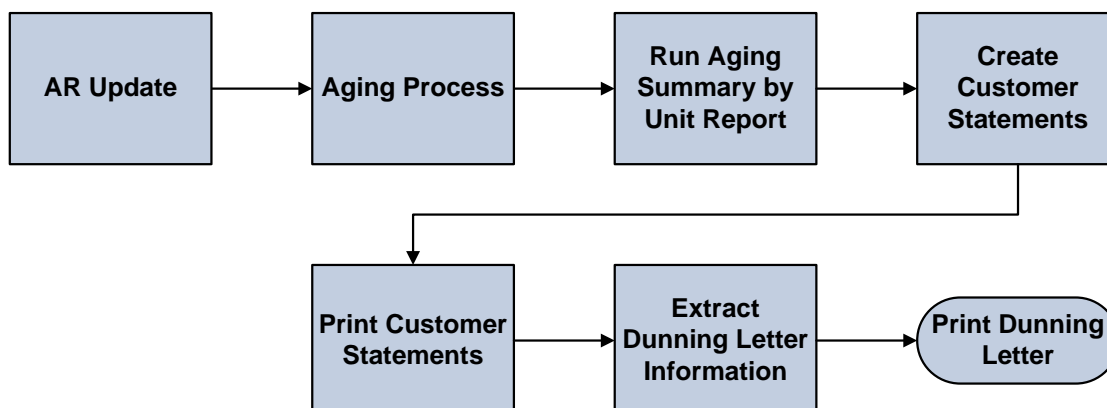 AR Update
Aging Process
Run Aging
Summary by
Unit Report
Create
Customer
Statements
Print Customer
Statements
Extract
Dunning Letter
Information
Print Dunning
Letter